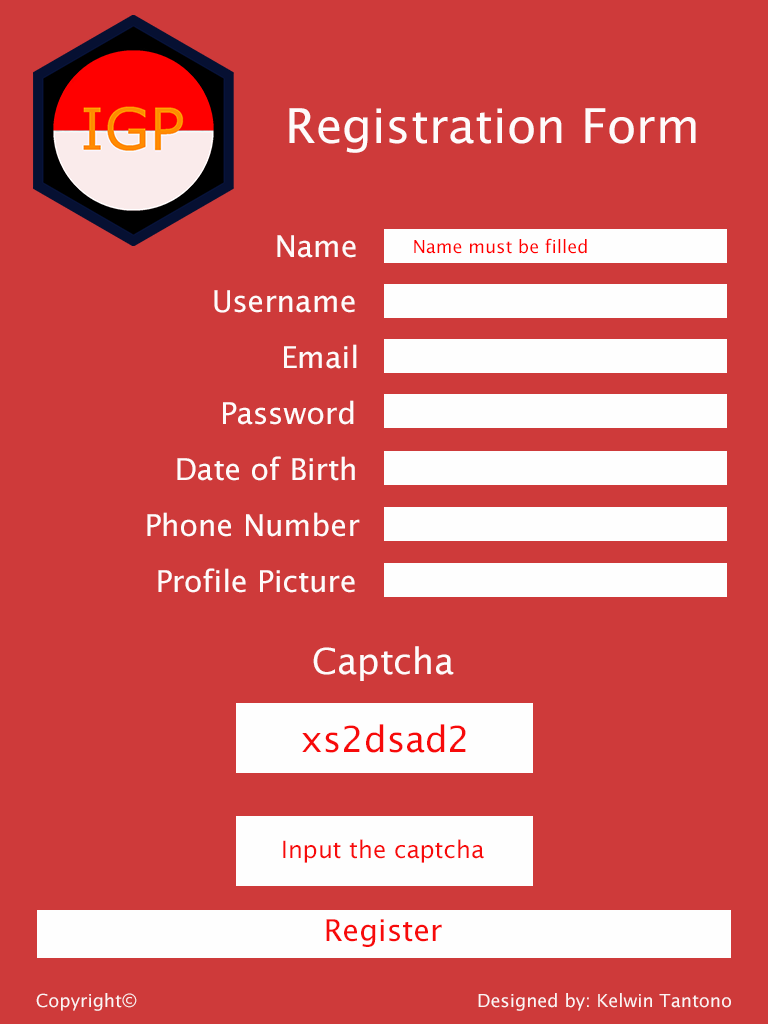 IGP
Registration Form
Name
Name must be filled
Username
Email
Password
Date of Birth
Phone Number
Profile Picture
Captcha
xs2dsad2
Input the captcha
Register
Copyright©
Designed by: Kelwin Tantono